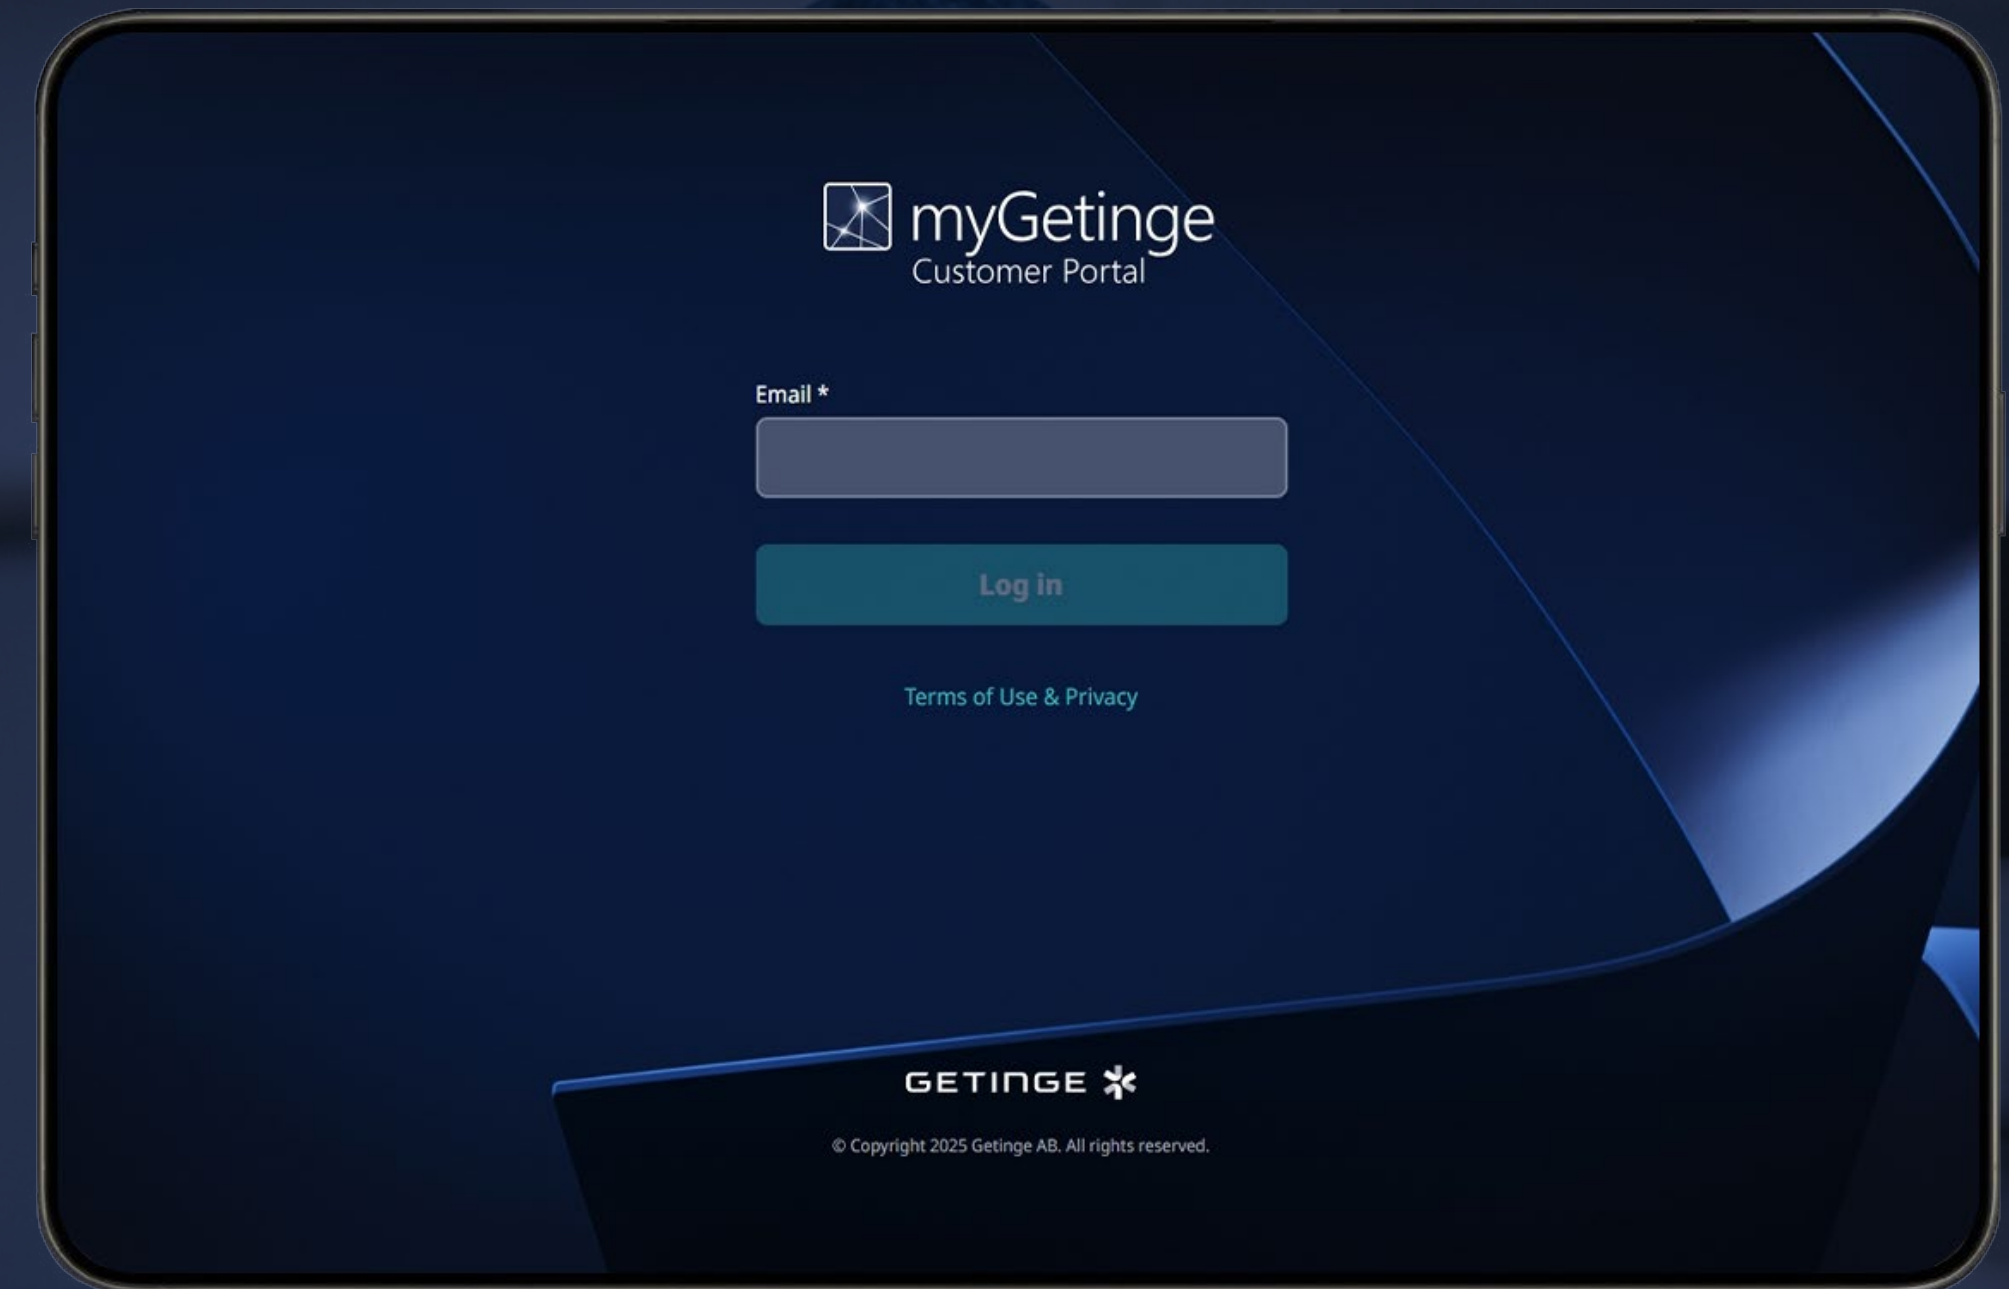 myGetinge
Customer Portal
Email *
Log in
Terms of Use & Privacy
GETINGE
© Copyright 2025 Getinge AB. All rights reserved.